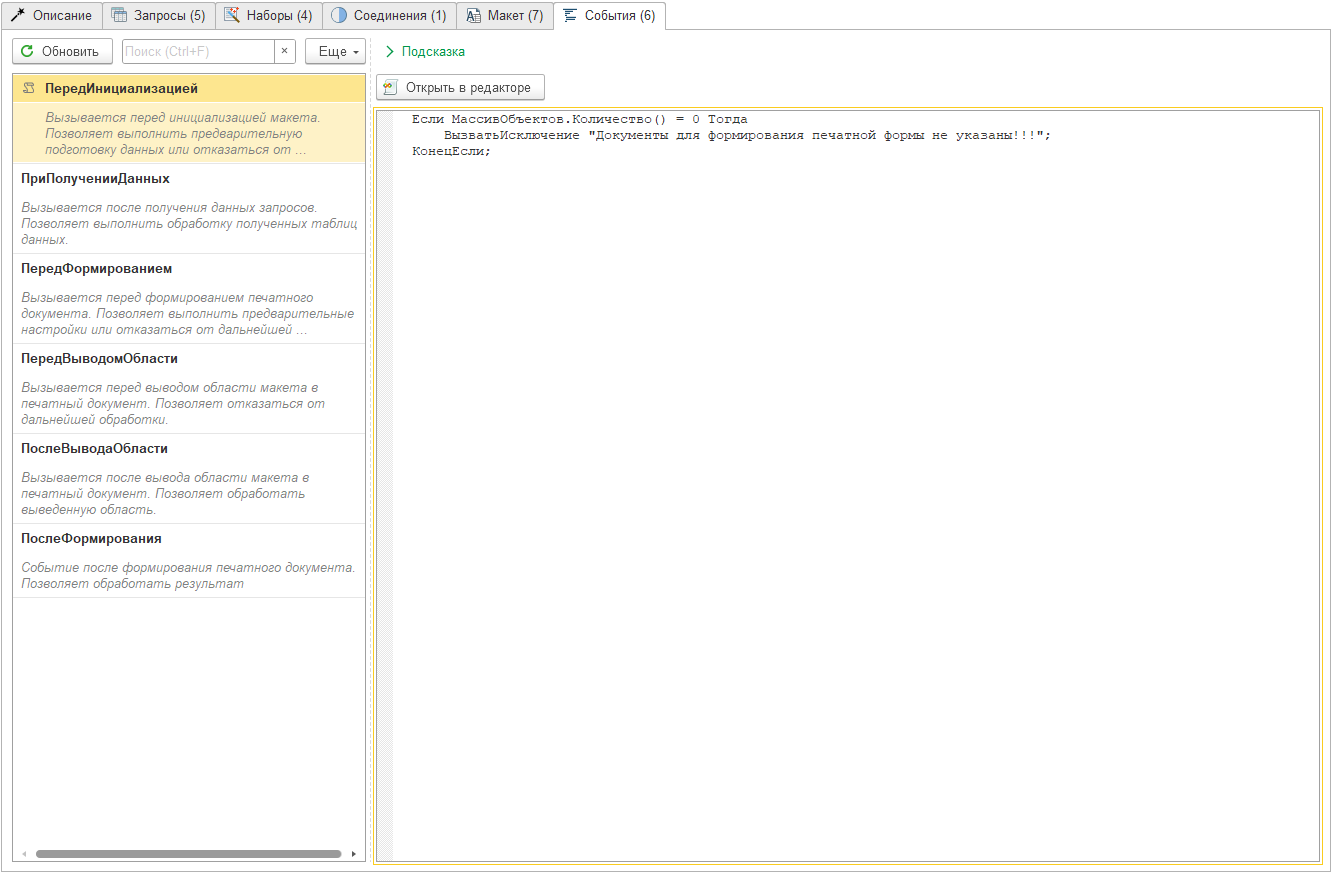 Описание Запросы (5) Наборы (4) Соединения (1) Макет (7) События (6)
Обновить Поиск (Ctrl+F) × Еще
Подсказка
Открыть в редакторе
ПередИнициализацией
Вызывается перед инициализацией макета.
Позволяет выполнить предварительную
подготовку данных или отказаться от ...
ПриПолученииДанных
Вызывается после получения данных запросов.
Позволяет выполнить обработку полученных таблиц
данных.
ПередФормированием
Вызывается перед формированием печатного
документа. Позволяет выполнить предварительные
настройки или отказаться от дальнейшей ...
ПередВыводомОбласти
Вызывается перед выводом области макета в
печатный документ. Позволяет отказаться от
дальнейшей обработки.
ПослеВыводаОбласти
Вызывается после вывода области макета в
печатный документ. Позволяет обработать
выведенную область.
ПослеФормирования
Событие после формирования печатного документа.
Позволяет обработать результат
Если МассивОбъектов.Количество() = 0 Тогда
ВызватьИсключение "Документы для формирования печатной формы не указаны!!!";
КонецЕсли;